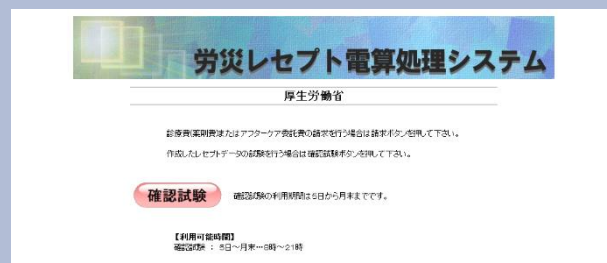 労災レセプト電算処理システム
厚生労働省
診療費(薬剤費)またはアフターケア委託費の請求を行う場合は請求ボタンを押して下さい。
作成したレセプトデータの試験を行う場合は確認試験ボタンを押して下さい。
確認試験 確認試験の利用期間は5日から月末までです。
【利用可能時間】
確認試験 : 5日～月末…8時～21時